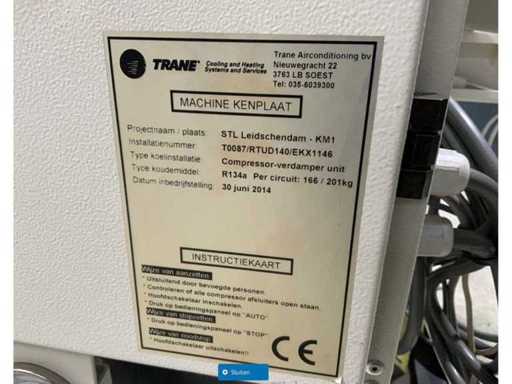 TRANE
Cooling and Heating
Systems and Services
Trane Airconditioning bv
Nieuwegracht 22
3763 LB SOEST
Tel: 035-6039300
MACHINE KENPLAAT
Projectnaam / plaats: STL Leidschendam - KM1
Installatienummer: T0087/RTUD140/EKX1146
Type koelinstallatie: Compressor-verdamper unit
Type koudemiddel: R134a Per circuit: 166 / 201kg
Datum inbedrijfstelling: 30 juni 2014
INSTRUCTIEKAART
Wijze van aanzetten:
* Uitsluitend door bevoegde personen.
* Controleren of alle compressor afsluiters open staan.
* Hoofdschakelaar inschakelen.
* Druk op bedieningspaneel op "AUTO".
Wijze van stopzetten:
* Druk op bedieningspaneel op "STOP"
Wijze van noodstop:
* Hoofdschakelaar uitschakelen!
CE
Sluiten